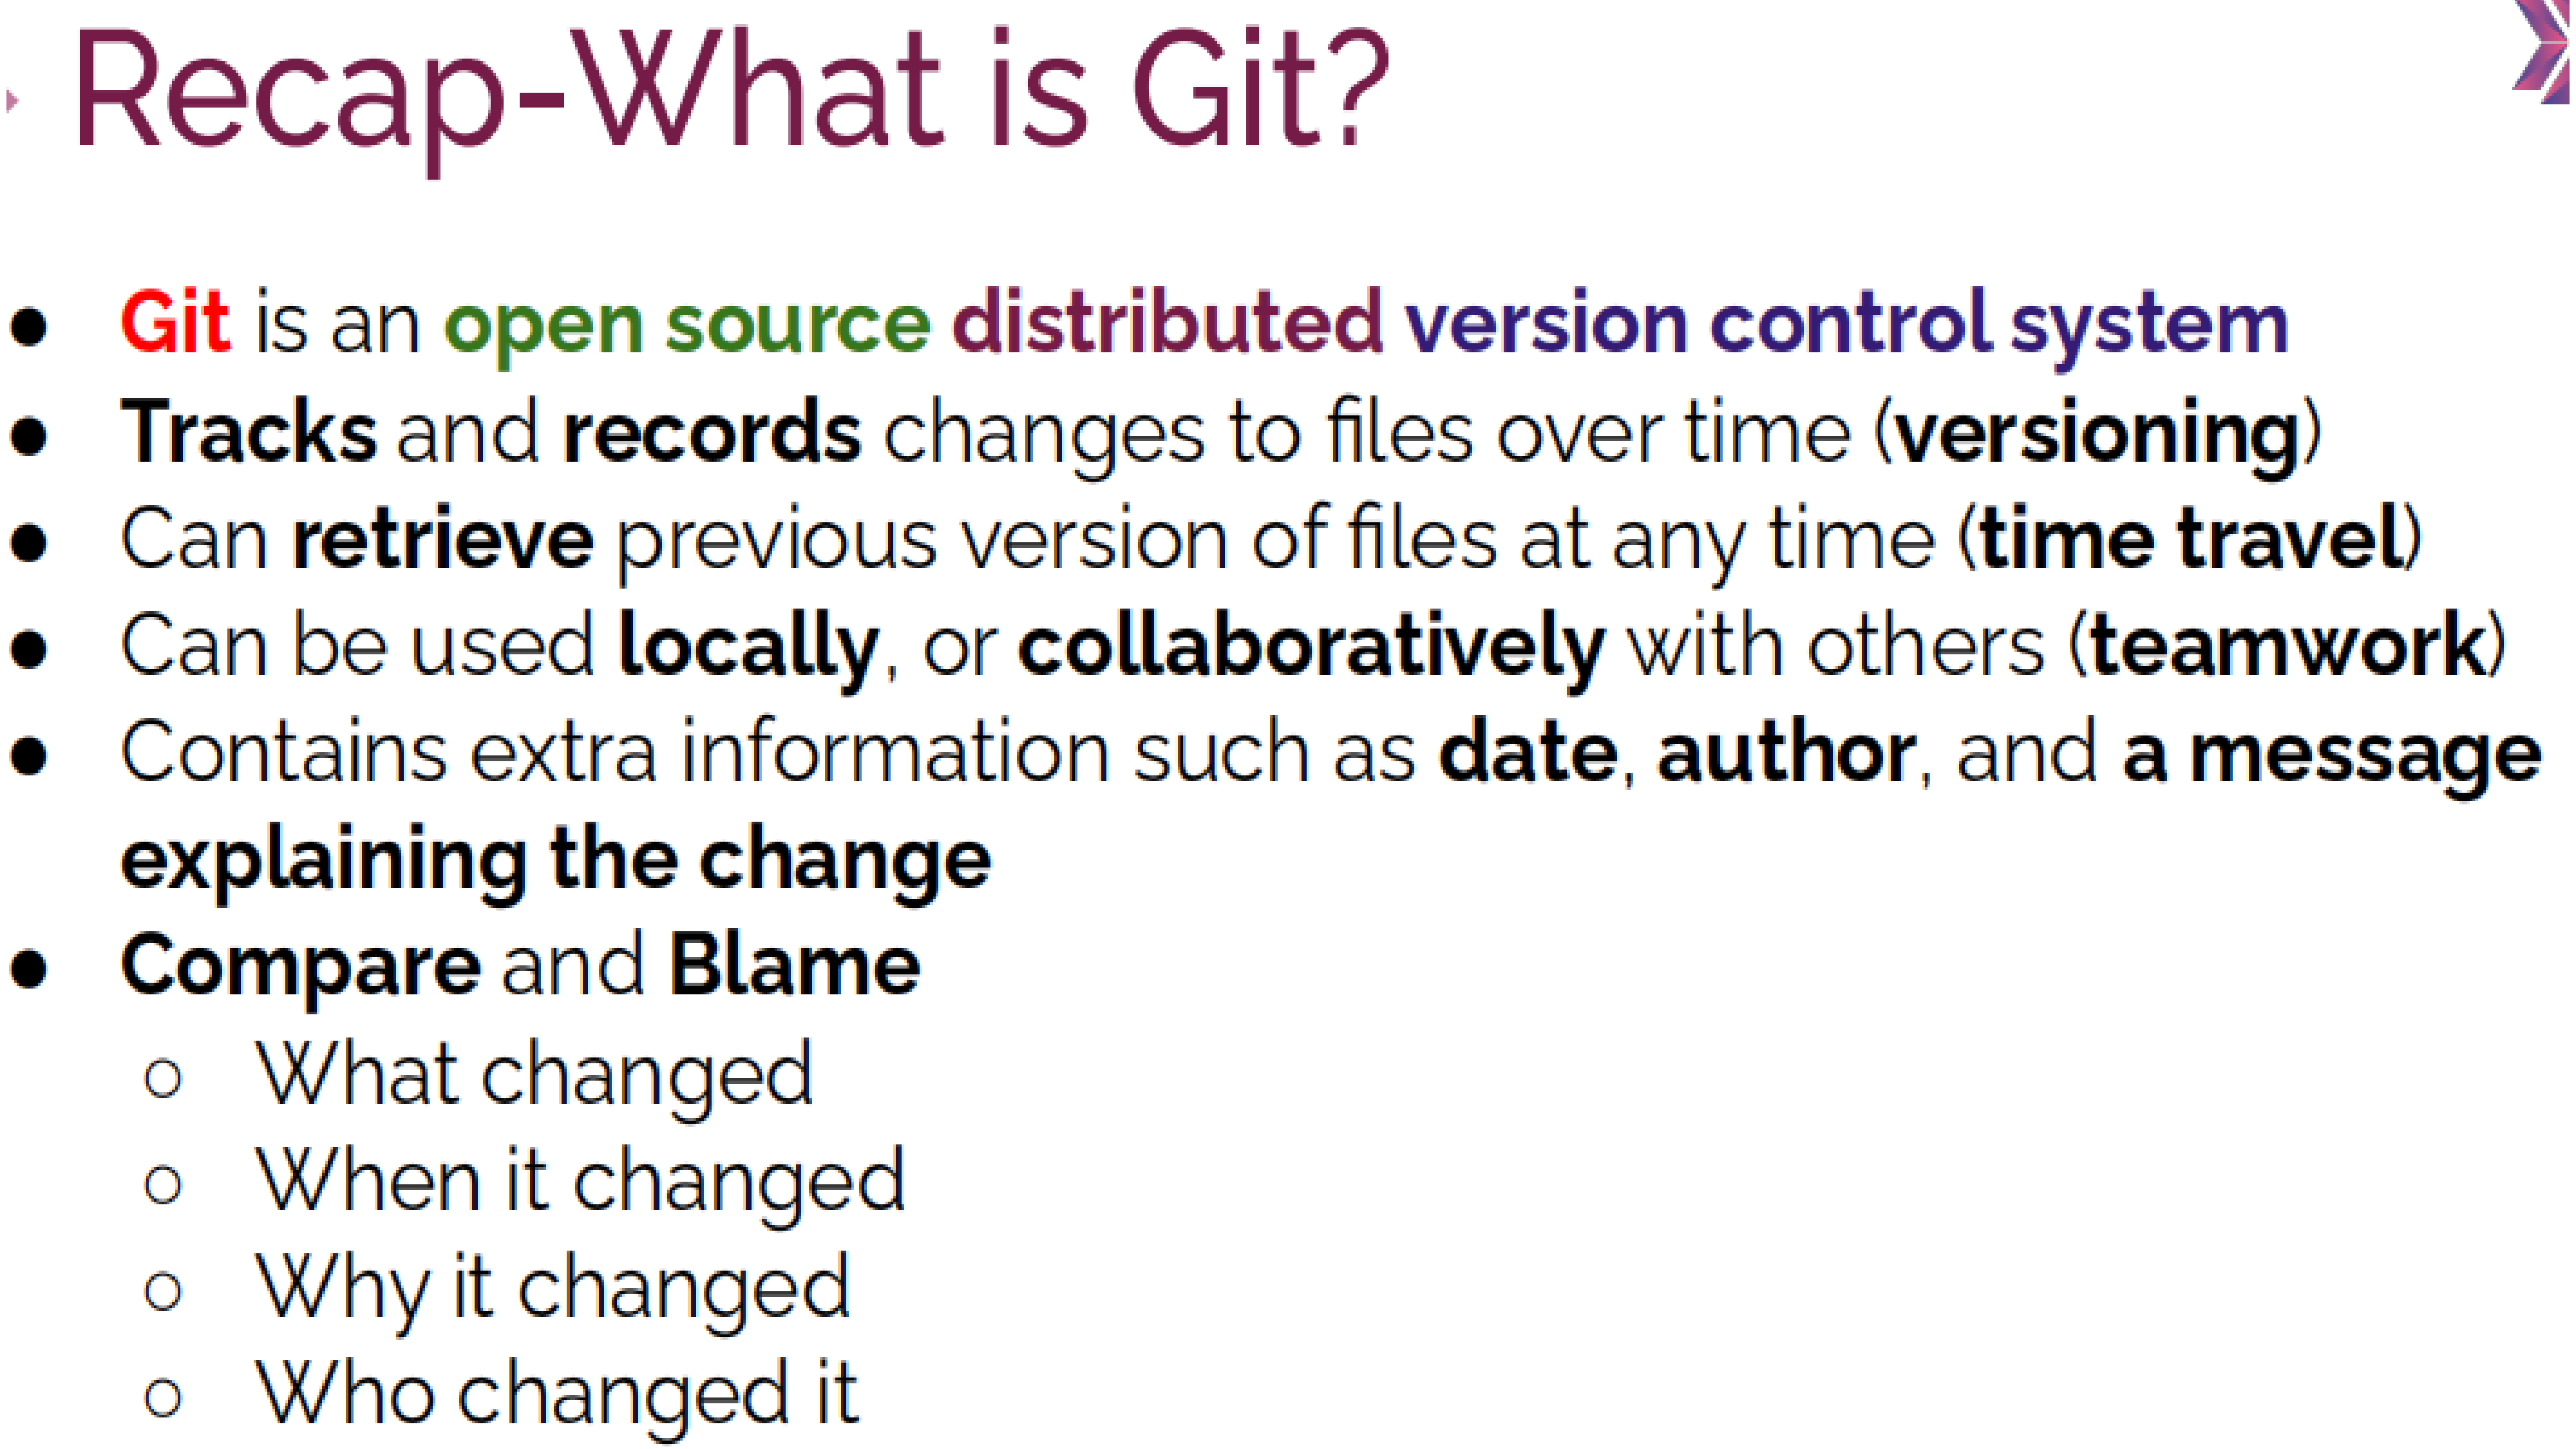 Recap-What is Git?
● Git is an open source distributed version control system
● Tracks and records changes to files over time (versioning)
● Can retrieve previous version of files at any time (time travel)
● Can be used locally, or collaboratively with others (teamwork)
● Contains extra information such as date, author, and a message
explaining the change
● Compare and Blame
○ What changed
○ When it changed
○ Why it changed
○ Who changed it